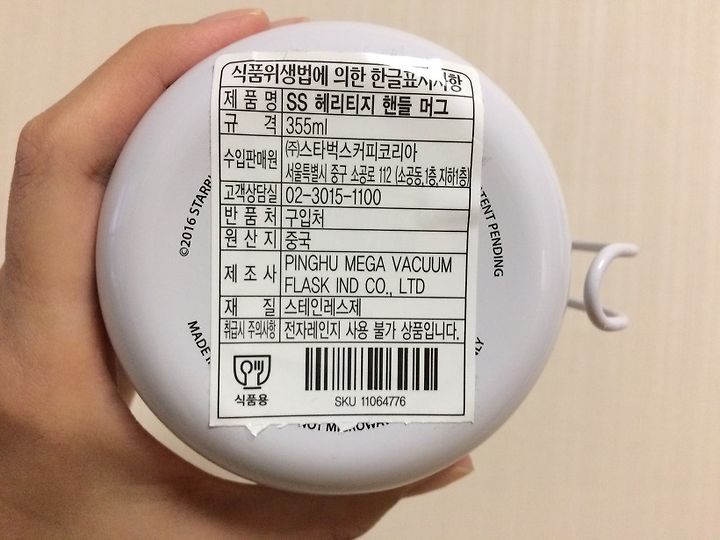 식품위생법에 의한 한글표시사항
제 품 명 SS 헤리티지 핸들 머그
규 격 355ml
수입판매원 ㈜스타벅스커피코리아
서울특별시 중구 소공로 112 (소공동,1층,지하1층)
고객상담실 02-3015-1100
반 품 처 구입처
원 산 지 중국
제 조 사 PINGHU MEGA VACUUM
FLASK IND CO., LTD
재 질 스테인레스제
취급시 주의사항 전자레인지 사용 불가 상품입니다.
식품용
SKU 11064776
©2016
PENDING
MADE
NOT